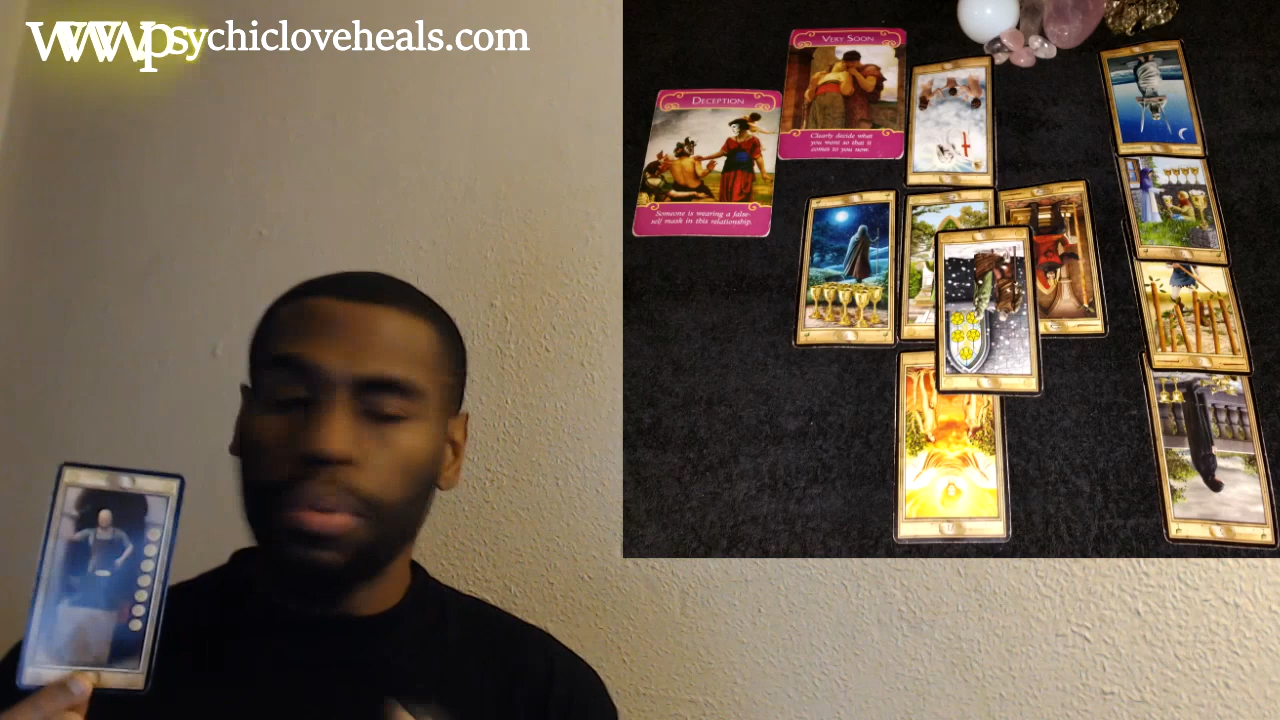 wwwpsychicloveheals.com
VERY SOON
Clearly decide what
you want so that it
comes to you now.
DECEPTION
Someone is wearing a false-
self mask in this relationship.